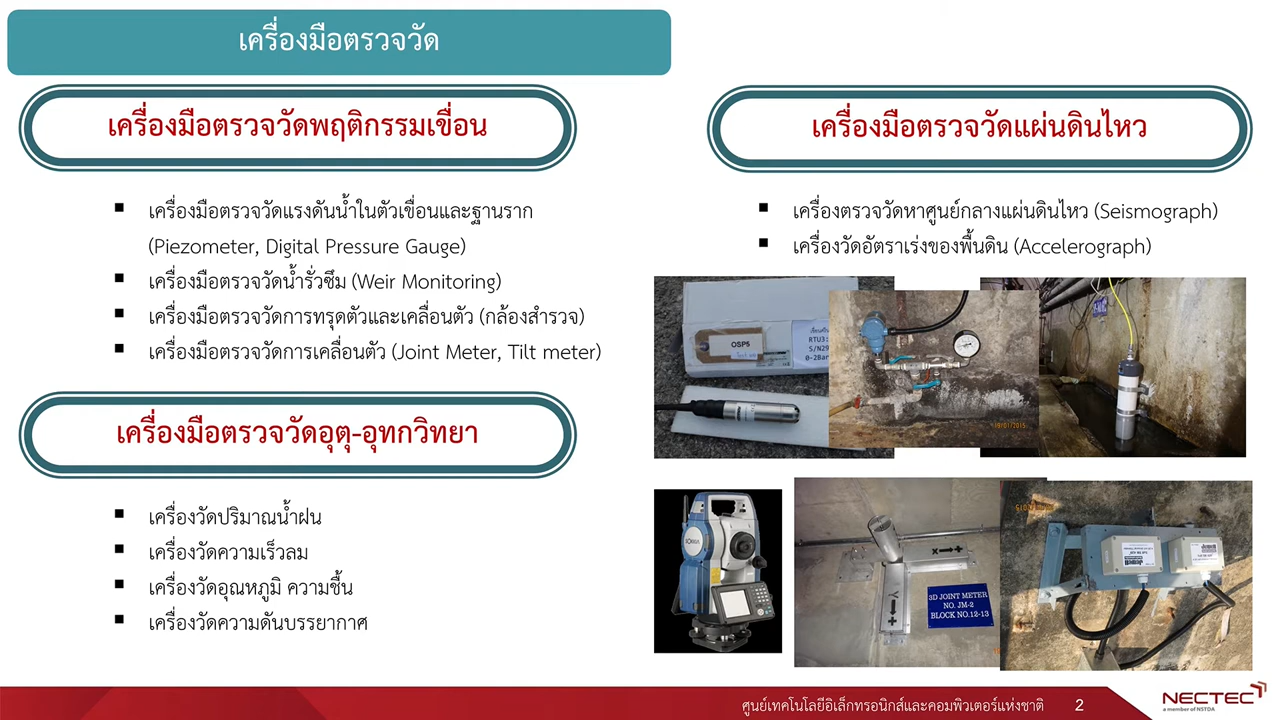 เครื่องมือตรวจวัด
เครื่องมือตรวจวัดพฤติกรรมเขื่อน
▪ เครื่องมือตรวจวัดแรงดันน้ำในตัวเขื่อนและฐานราก
(Piezometer, Digital Pressure Gauge)
▪ เครื่องมือตรวจวัดน้ำรั่วซึม (Weir Monitoring)
▪ เครื่องมือตรวจวัดการทรุดตัวและเคลื่อนตัว (กล้องสำรวจ)
▪ เครื่องมือตรวจวัดการเคลื่อนตัว (Joint Meter, Tilt meter)
เครื่องมือตรวจวัดอุตุ-อุทกวิทยา
▪ เครื่องวัดปริมาณน้ำฝน
▪ เครื่องวัดความเร็วลม
▪ เครื่องวัดอุณหภูมิ ความชื้น
▪ เครื่องวัดความดันบรรยากาศ
เครื่องมือตรวจวัดแผ่นดินไหว
▪ เครื่องตรวจวัดหาศูนย์กลางแผ่นดินไหว (Seismograph)
▪ เครื่องวัดอัตราเร่งของพื้นดิน (Accelerograph)
OSP5
RTU3:
S/N29
0-2Bar
19/01/2015
SOKKIA
X
Y
3D JOINT METER
NO. JM-2
BLOCK NO.12-13
ศูนย์เทคโนโลยีอิเล็กทรอนิกส์และคอมพิวเตอร์แห่งชาติ
2
NECTEC
a member of NSTDA